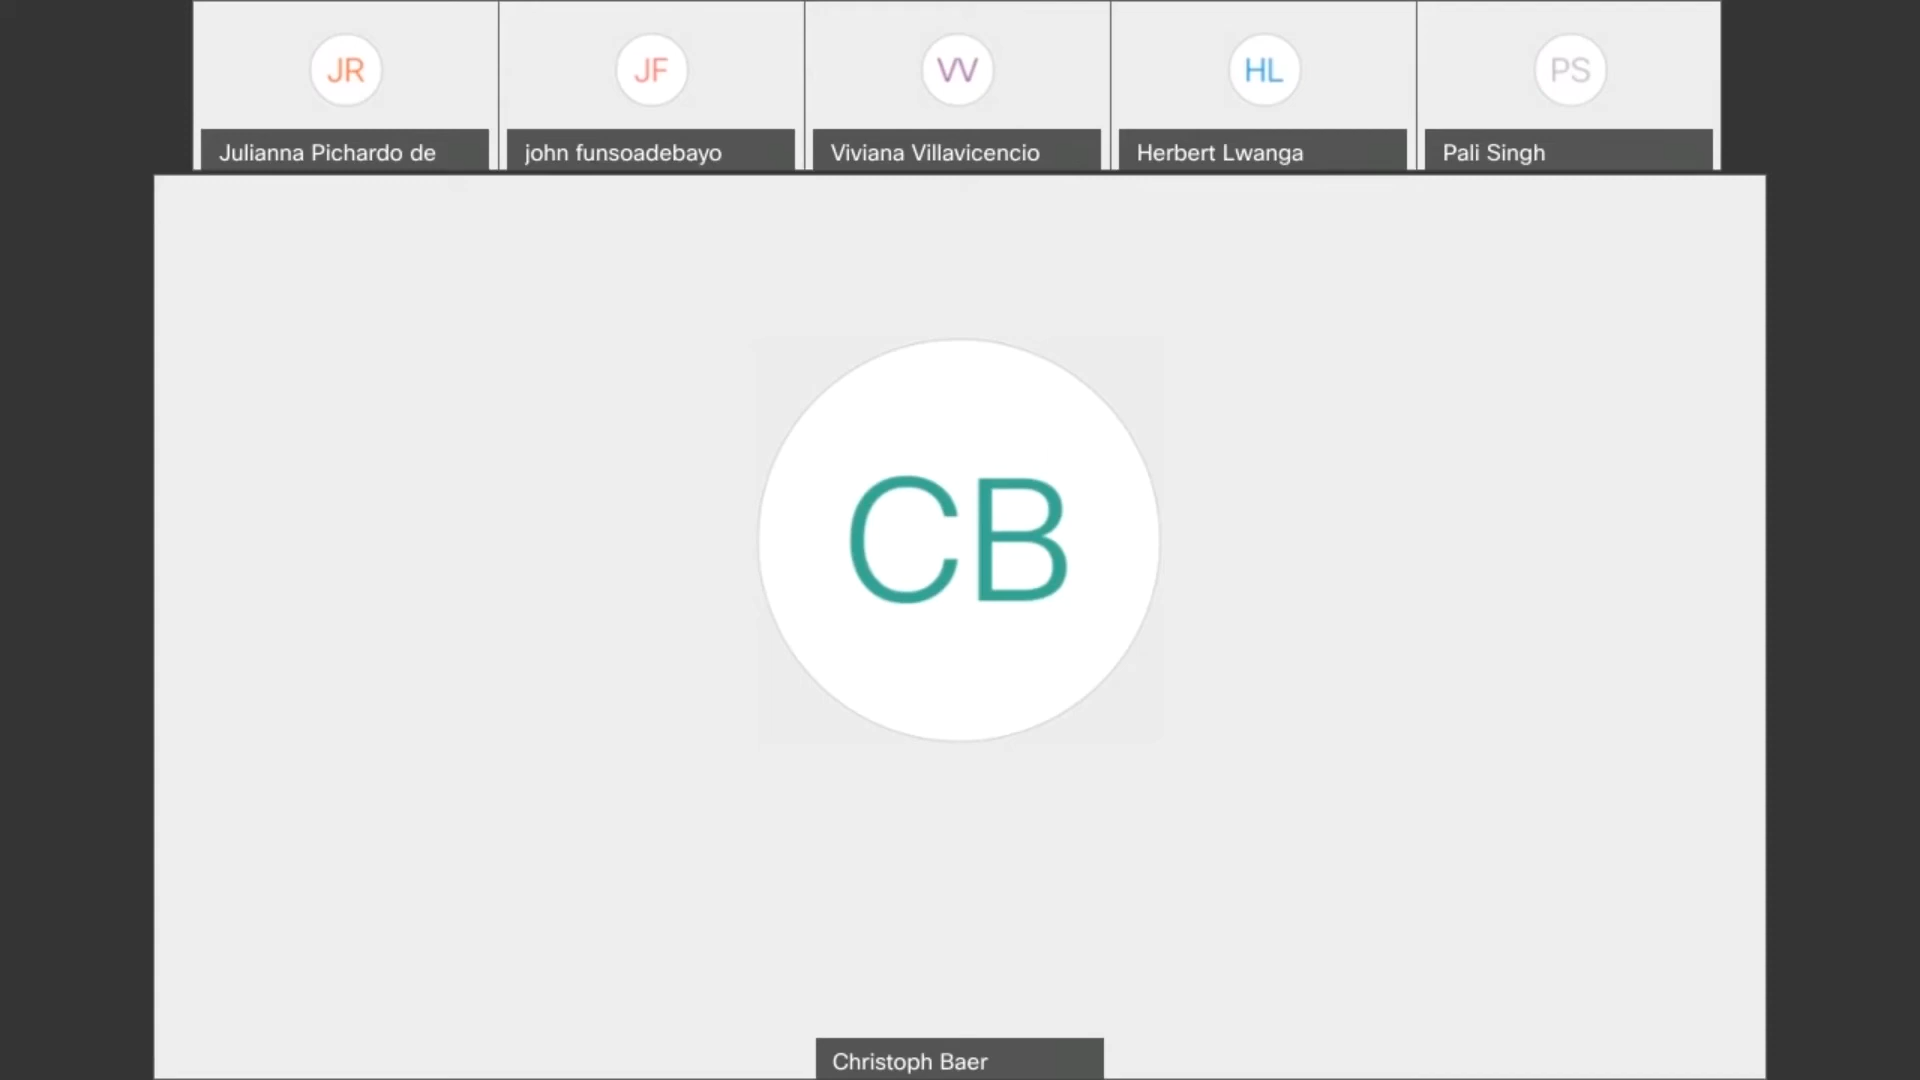 JR
JF
VV
HL
PS
Julianna Pichardo de
john funsoadebayo
Viviana Villavicencio
Herbert Lwanga
Pali Singh
CB
Christoph Baer